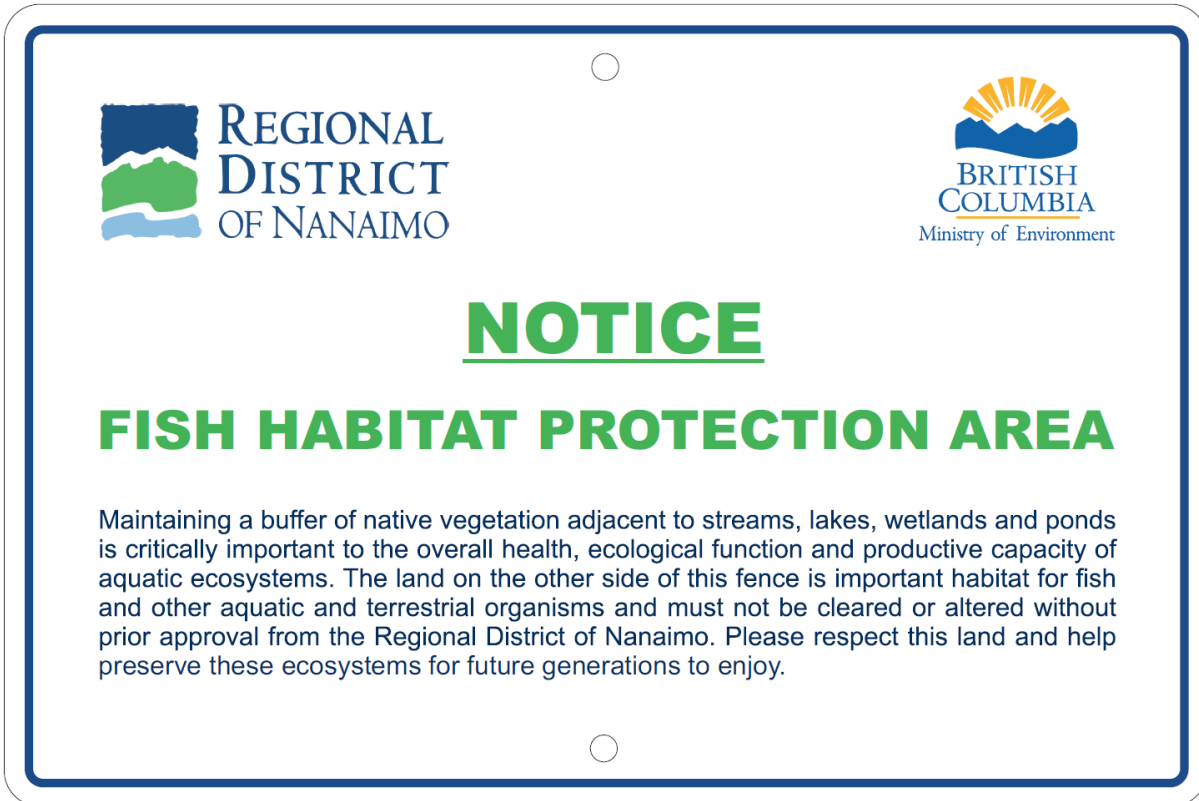 REGIONAL
DISTRICT
OF NANAIMO
BRITISH
COLUMBIA
Ministry of Environment
NOTICE
FISH HABITAT PROTECTION AREA
Maintaining a buffer of native vegetation adjacent to streams, lakes, wetlands and ponds
is critically important to the overall health, ecological function and productive capacity of
aquatic ecosystems. The land on the other side of this fence is important habitat for fish
and other aquatic and terrestrial organisms and must not be cleared or altered without
prior approval from the Regional District of Nanaimo. Please respect this land and help
preserve these ecosystems for future generations to enjoy.